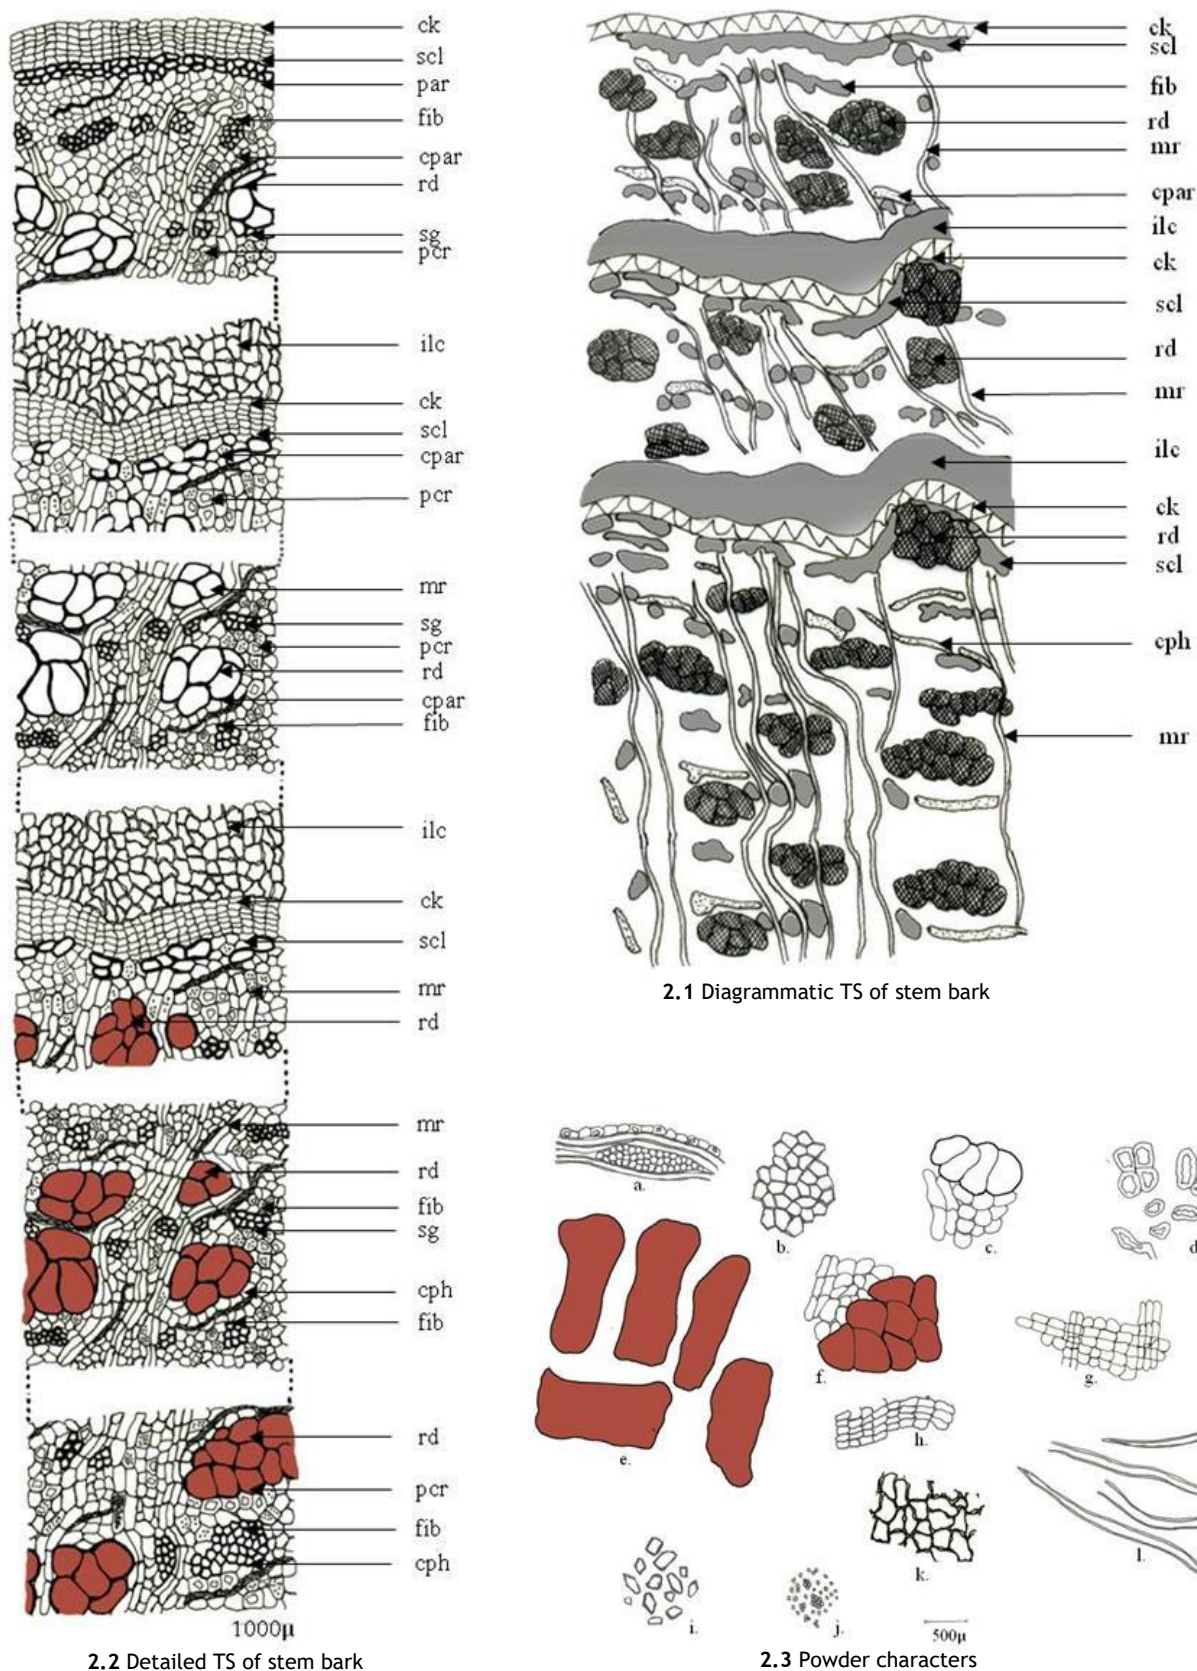 ck
scl
par
fib
cpar
rd
sg
pcr
ilc
ck
scl
cpar
pcr
mr
sg
pcr
rd
cpar
fib
ilc
ck
scl
mr
rd
mr
rd
fib
sg
cph
fib
rd
pcr
fib
cph
1000μ
2.2 Detailed TS of stem bark
ck
scl
fib
rd
mr
cpar
ilc
ck
scl
rd
mr
ilc
ck
rd
scl
cph
mr
2.1 Diagrammatic TS of stem bark
a.
b.
c.
d
e.
f.
g.
h.
i.
j.
k.
l.
500μ
2.3 Powder characters